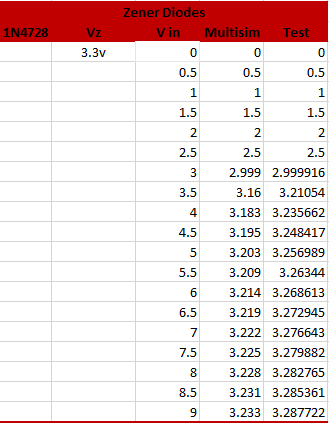 Zener Diodes
1N4728 Vz V in Multisim Test
3.3v 0 0 0
0.5 0.5 0.5
1 1 1
1.5 1.5 1.5
2 2 2
2.5 2.5 2.5
3 2.999 2.999916
3.5 3.16 3.21054
4 3.183 3.235662
4.5 3.195 3.248417
5 3.203 3.256989
5.5 3.209 3.26344
6 3.214 3.268613
6.5 3.219 3.272945
7 3.222 3.276643
7.5 3.225 3.279882
8 3.228 3.282765
8.5 3.231 3.285361
9 3.233 3.287722